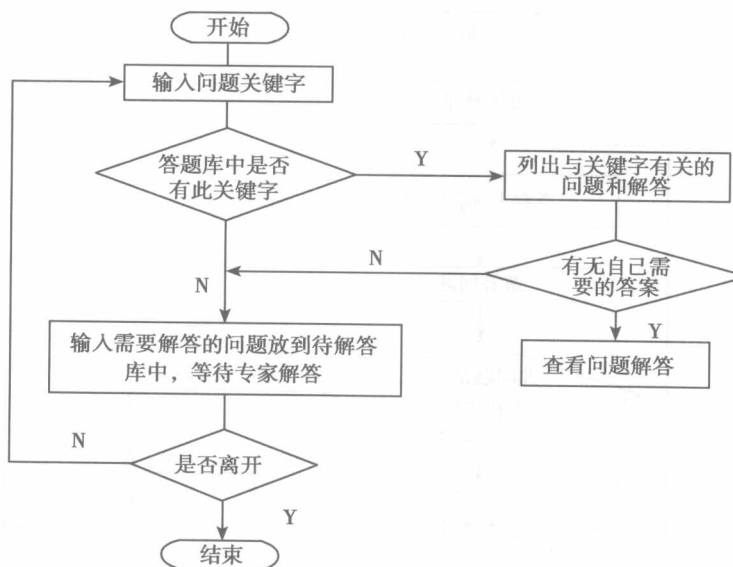 开始
输入问题关键字
答题库中是否
有此关键字
Y
列出与关键字有关的
问题和解答
N
有无自己需
要的答案
N
Y
输入需要解答的问题放到待解答
库中，等待专家解答
查看问题解答
N
是否离开
Y
结束